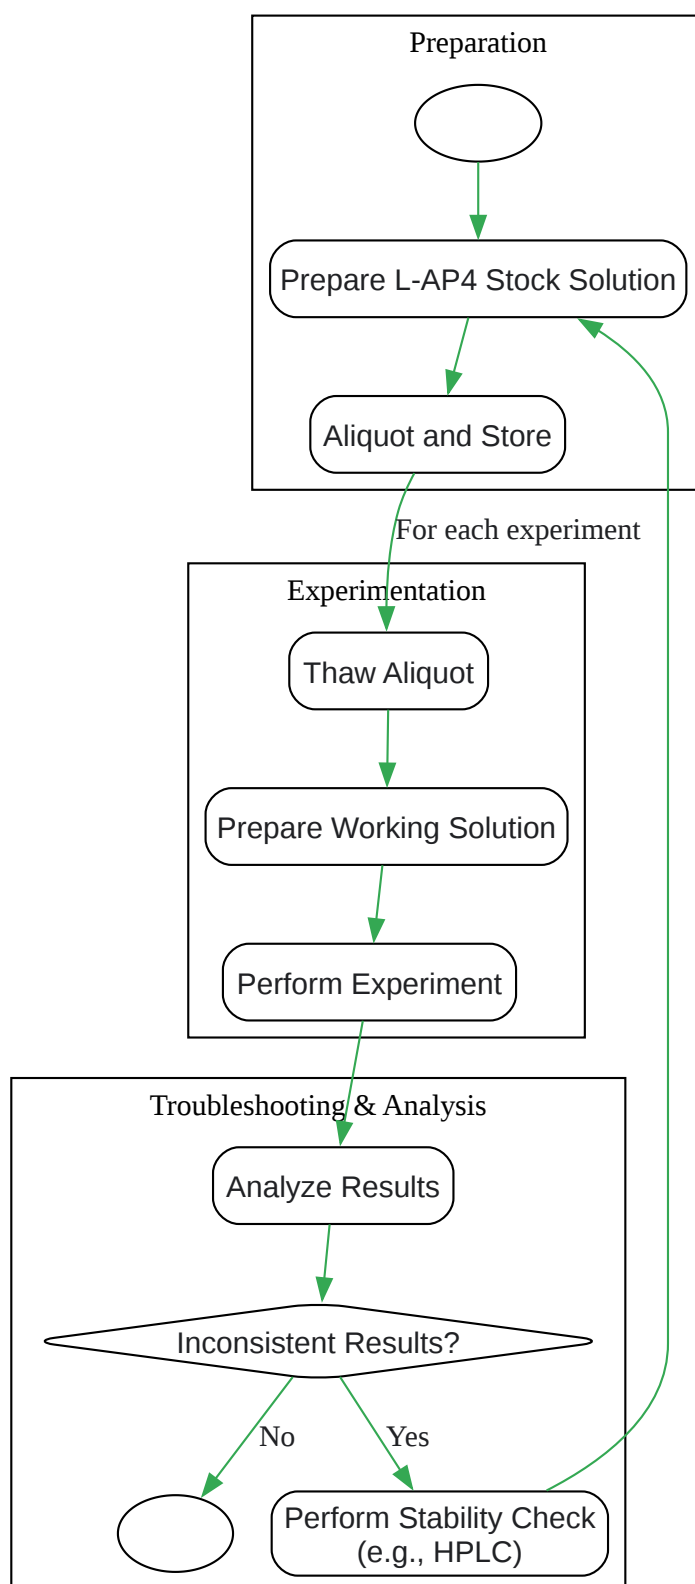 Preparation
Prepare L-AP4 Stock Solution
Aliquot and Store
For each experiment
Experimentation
Thaw Aliquot
Prepare Working Solution
Perform Experiment
Troubleshooting & Analysis
Analyze Results
Inconsistent Results?
No
Yes
Perform Stability Check
(e.g., HPLC)